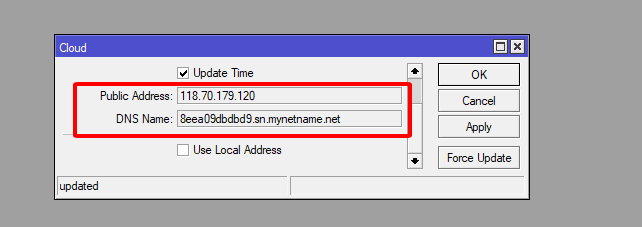 Cloud
Update Time
OK
Public Address: 118.70.179.120
Cancel
DNS Name: 8eea09dbdbd9.sn.mynetname.net
Apply
Use Local Address
Force Update
updated